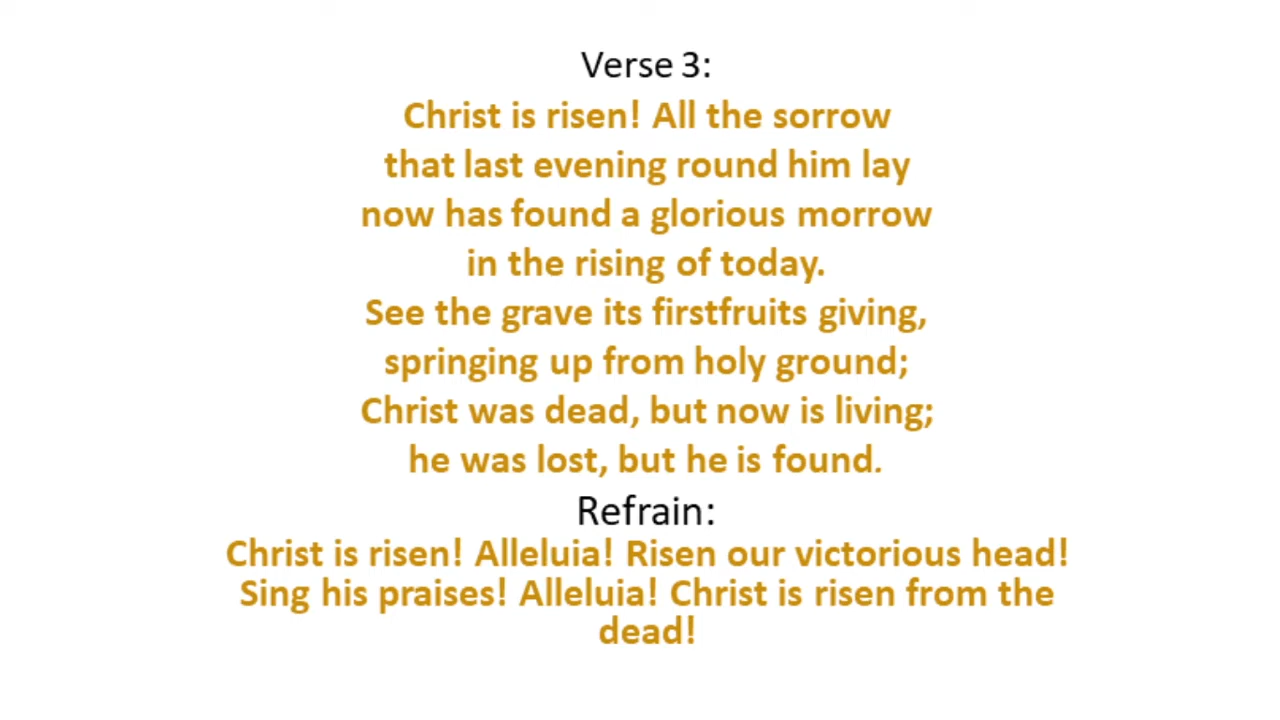 Verse 3:
Christ is risen! All the sorrow
that last evening round him lay
now has found a glorious morrow
in the rising of today.
See the grave its firstfruits giving,
springing up from holy ground;
Christ was dead, but now is living;
he was lost, but he is found.
Refrain:
Christ is risen! Alleluia! Risen our victorious head!
Sing his praises! Alleluia! Christ is risen from the
dead!